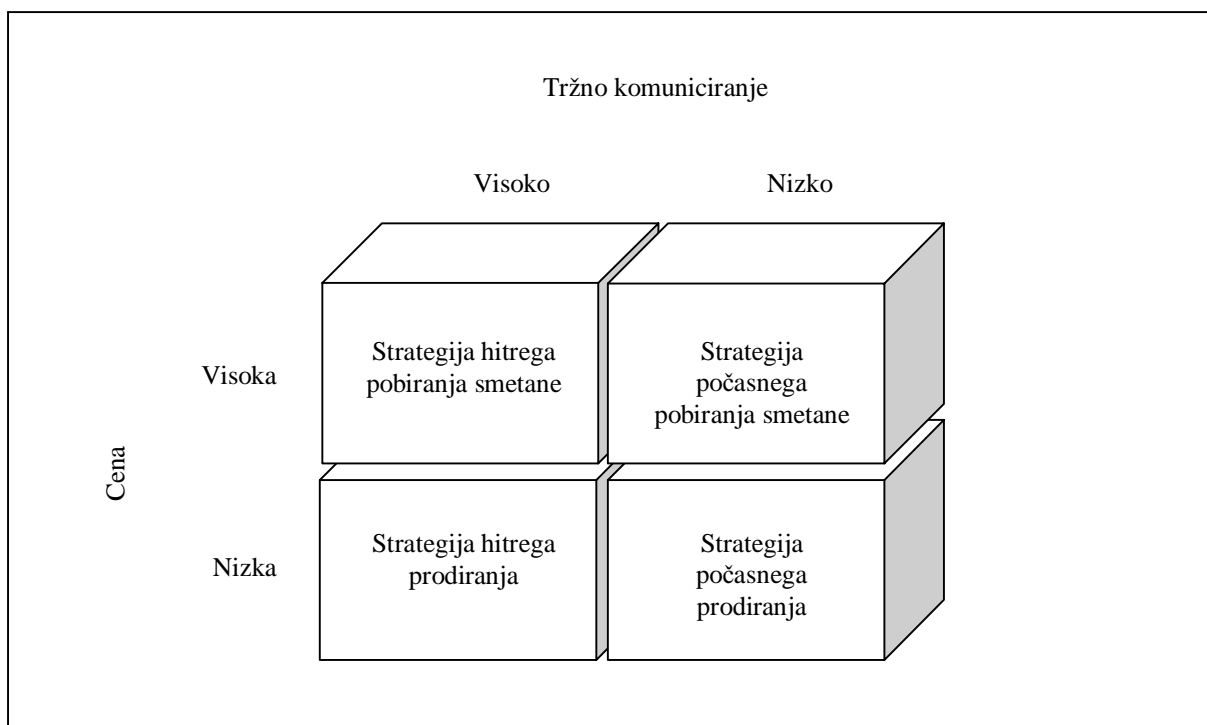 Tržno komuniciranje
Visoko
Nizko
Cena
Visoka
Strategija hitrega
pobiranja smetane
Strategija
počasnega
pobiranja smetane
Nizka
Strategija hitrega
prodiranja
Strategija
počasnega
prodiranja